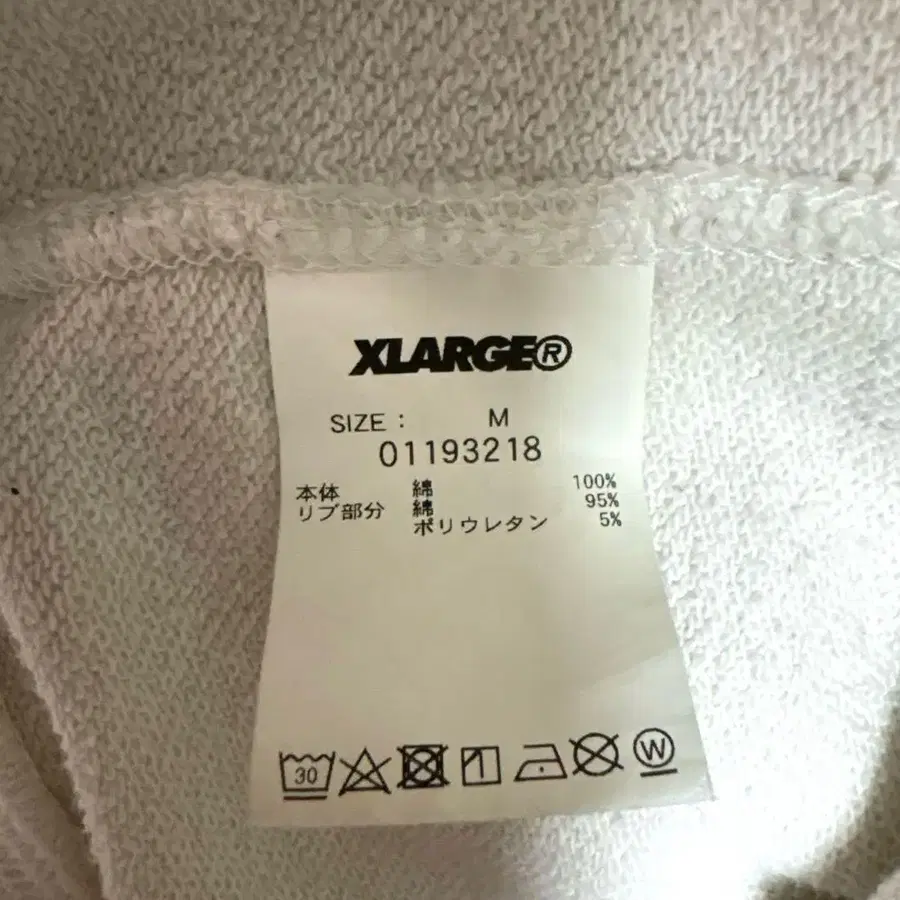 XLARGE®
SIZE : M
01193218
本体 綿 100%
リブ部分 綿 95%
ポリウレタン 5%
30 W